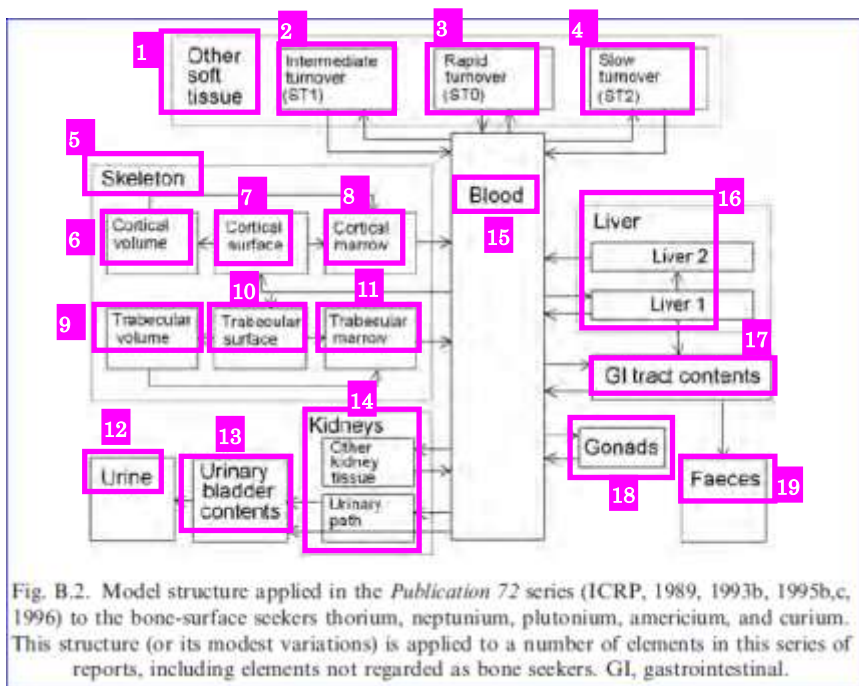 1
Other
soft
tissue
2
Intermediate
turnover
(ST1)
3
Rapid
turnover
(ST0)
4
Slow
turnover
(ST2)
5
Skeleton
6
Cortical
volume
7
Cortical
surface
8
Cortical
marrow
9
Trabecular
volume
10
Trabecular
surface
11
Trabecular
marrow
Blood
15
16
Liver
Liver 2
Liver 1
17
GI tract contents
12
Urine
13
Urinary
bladder
contents
14
Kidneys
Other
kidney
tissue
Urinary
path
Gonads
18
Faeces
19
Fig. B.2. Model structure applied in the Publication 72 series (ICRP, 1989, 1993b, 1995b,c,
1996) to the bone-surface seekers thorium, neptunium, plutonium, americium, and curium.
This structure (or its modest variations) is applied to a number of elements in this series of
reports, including elements not regarded as bone seekers. GI, gastrointestinal.